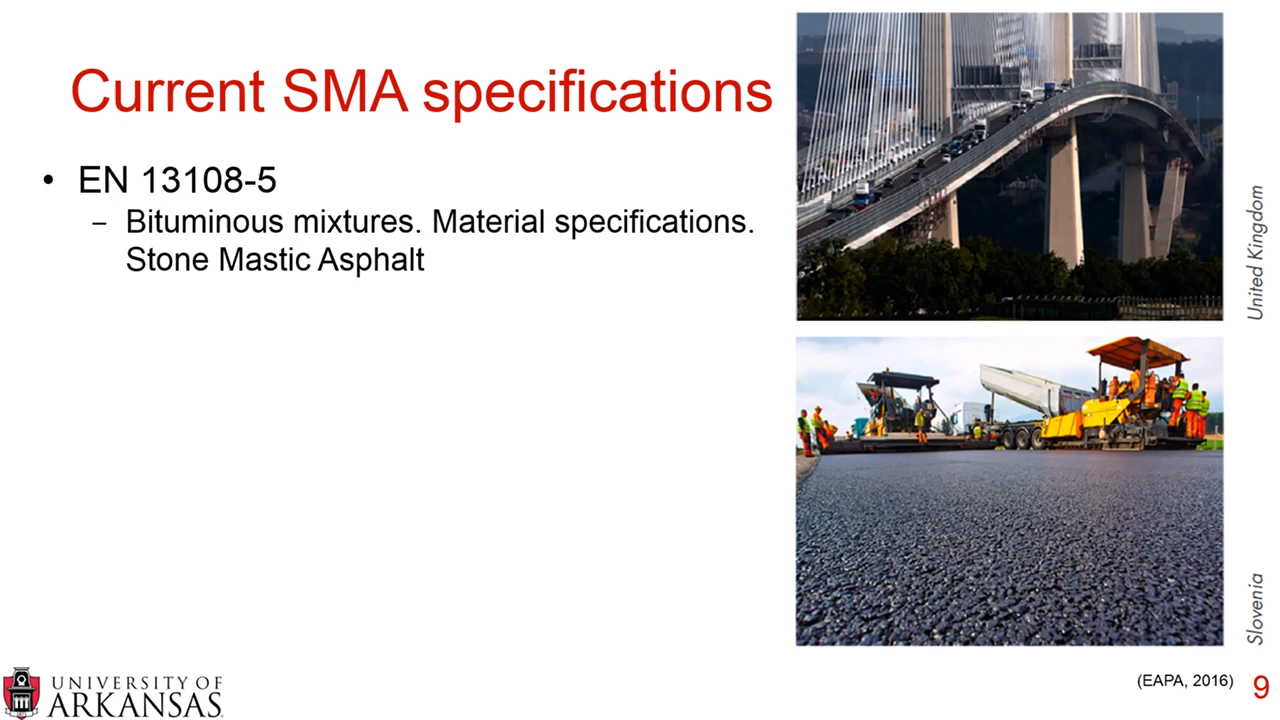 Current SMA specifications
• EN 13108-5
– Bituminous mixtures. Material specifications.
Stone Mastic Asphalt
United Kingdom
Slovenia
(EAPA, 2016)
9
UNIVERSITY OF
ARKANSAS